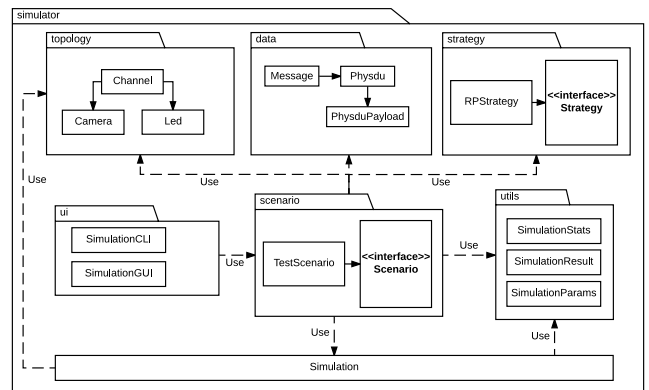 simulator
topology
data
strategy
Channel
Camera
Led
Message
Physdu
PhysduPayload
RPStrategy
<<interface>>
Strategy
Use
Use
Use
ui
SimulationCLI
SimulationGUI
Use
scenario
TestScenario
<<interface>>
Scenario
Use
utils
SimulationStats
SimulationResult
SimulationParams
Use
Use
Simulation